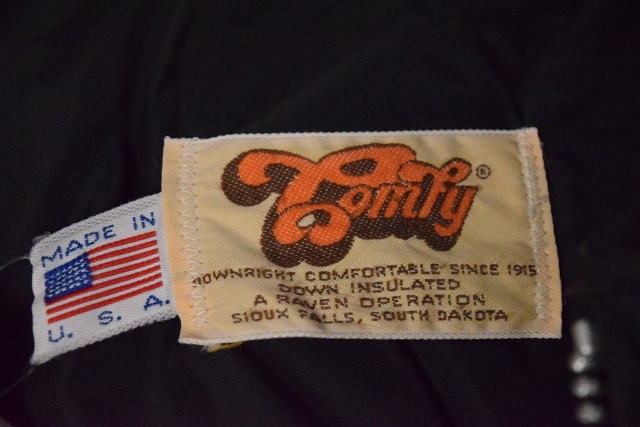 Comfy®
DOWNRIGHT COMFORTABLE SINCE 1915
DOWN INSULATED
A RAVEN OPERATION
SIOUX FALLS, SOUTH DAKOTA
MADE IN
U. S. A.